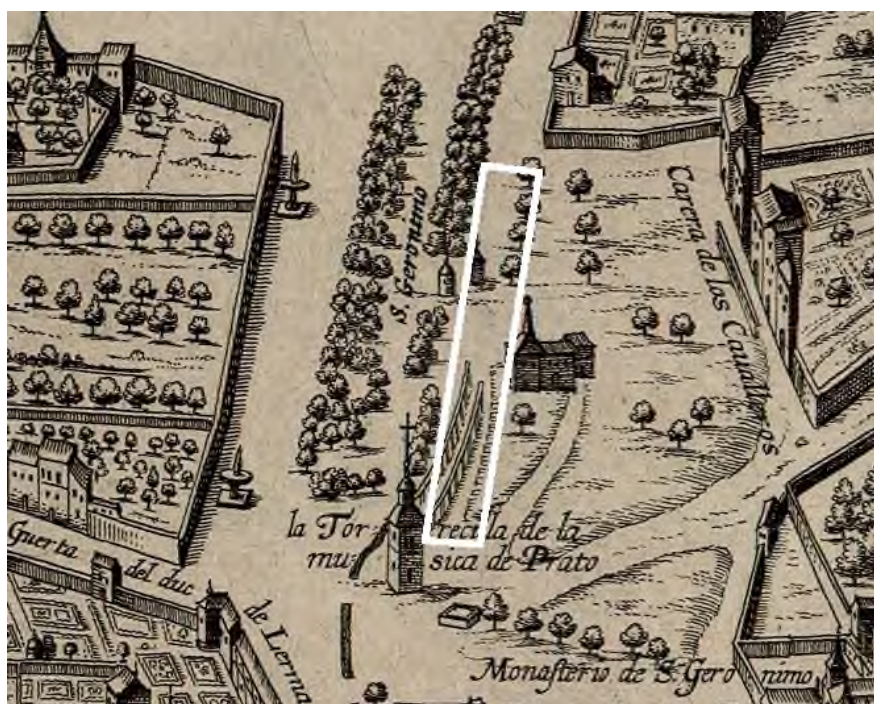 S. Geronimo
Carera de los Caualleros
la Torrecilla de la
musica de Prato
Guerta del duc de Lerma
Monasterio de S. Geronimo